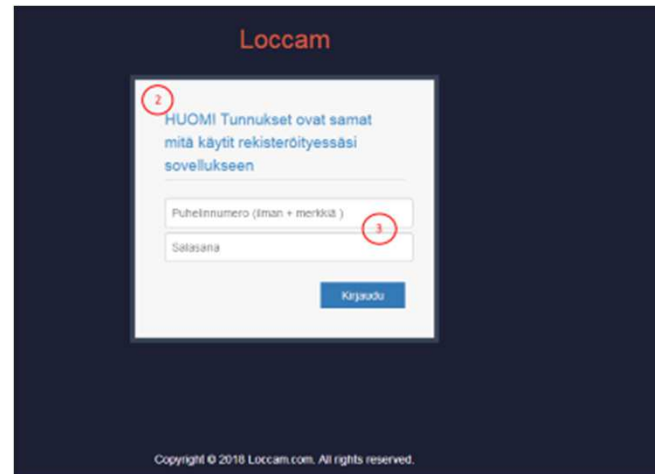 Loccam
2
HUOM! Tunnukset ovat samat
mitä käytit rekisteröityessäsi
sovellukseen
Puhelinnumero (ilman + merkkiä )
3
Salasana
Kirjaudu
Copyright © 2018 Loccam.com. All rights reserved.